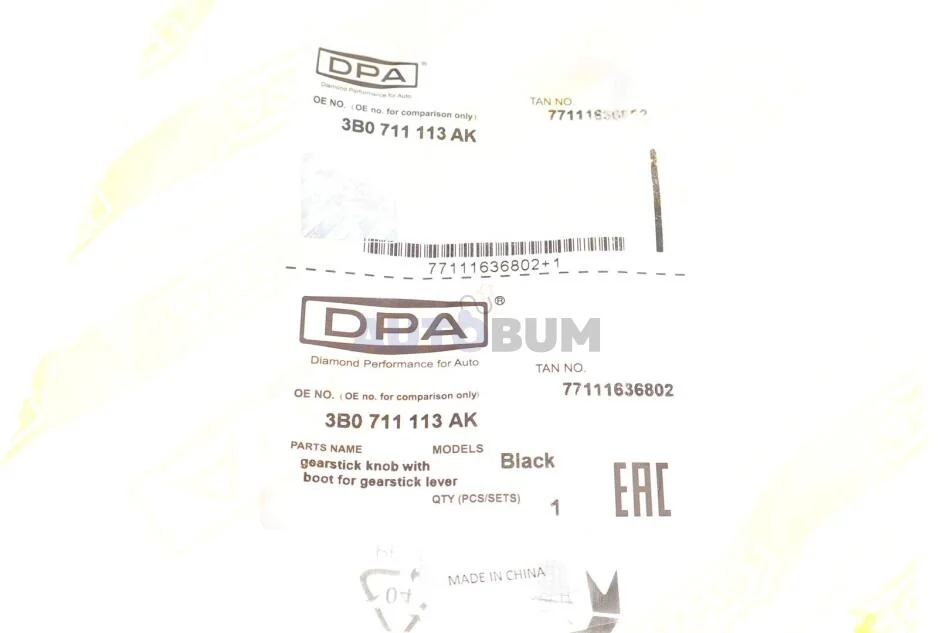 DPA®
Diamond Performance for Auto
OE NO. (OE no. for comparison only)
3B0 711 113 AK
TAN NO.
77111636802+1
DPA®
AUTOBUM
Diamond Performance for Auto
TAN NO.
77111636802
OE NO. (OE no. for comparison only)
3B0 711 113 AK
PARTS NAME
MODELS
gearstick knob with
boot for gearstick lever
Black
QTY (PCS/SETS)
1
EAC
MADE IN CHINA
04